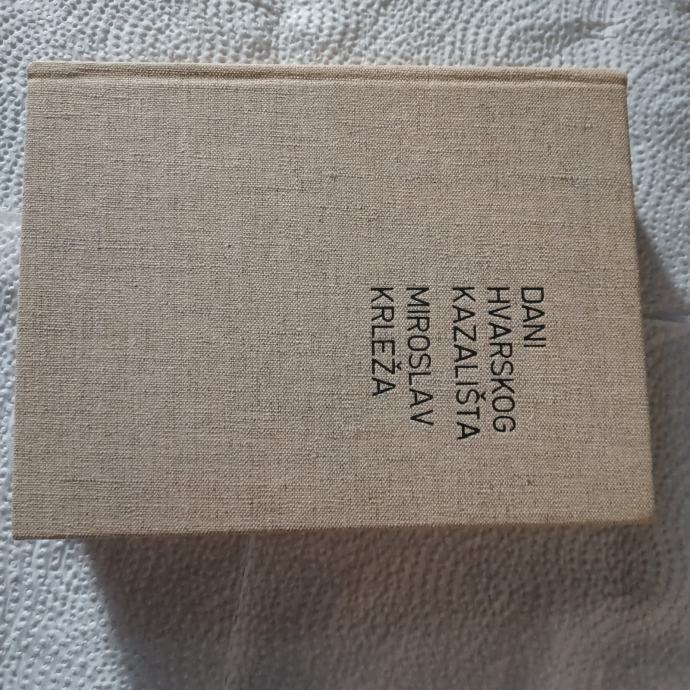 DANI
HVARSKOG
KAZALIŠTA
MIROSLAV
KRLEŽA